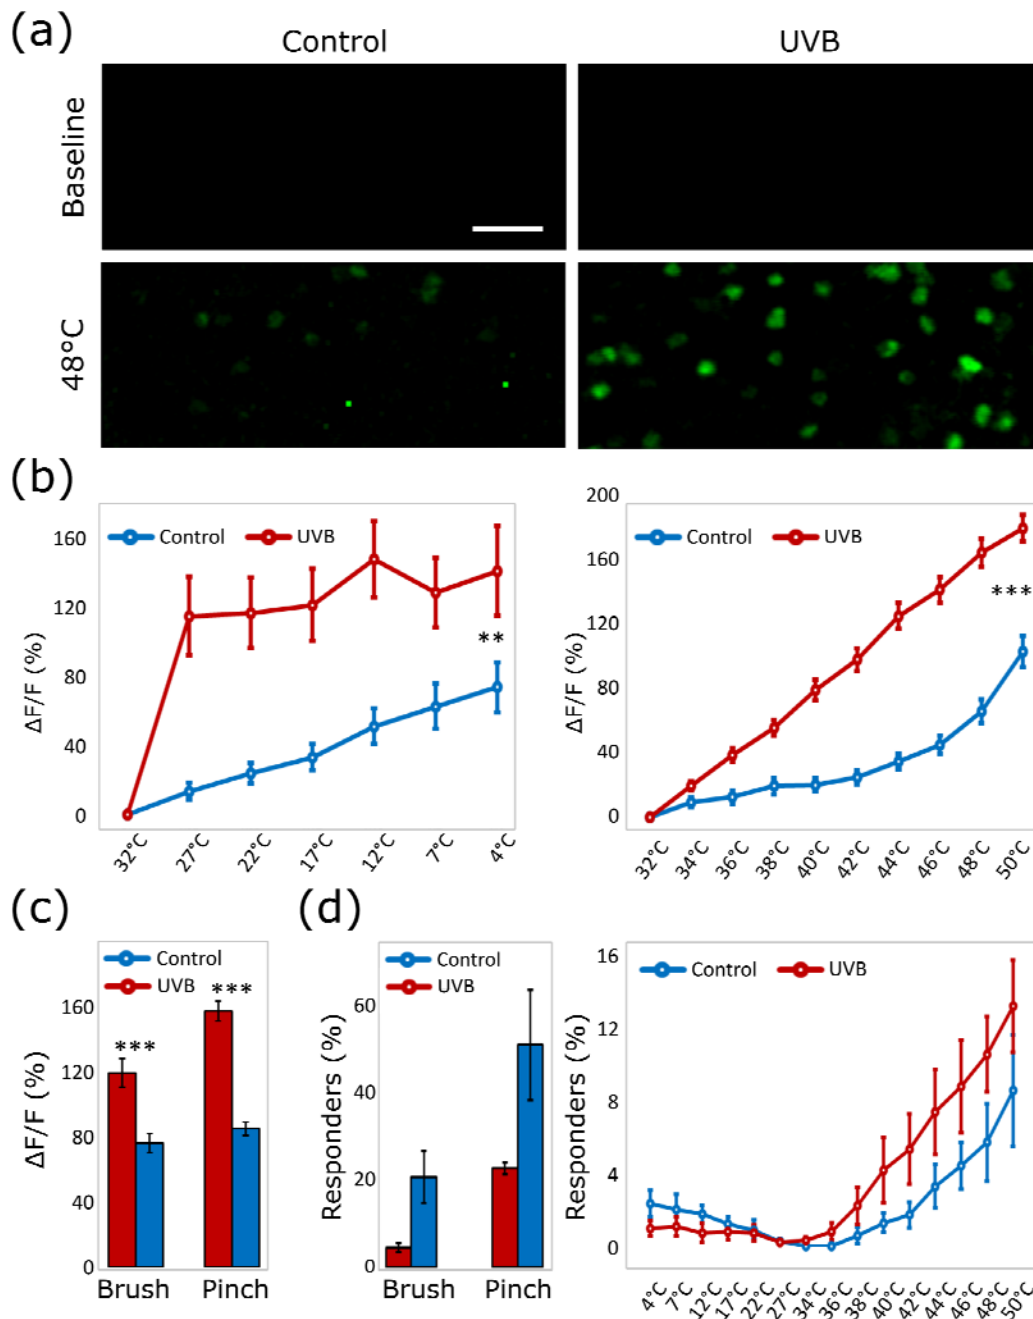 (a)
Control UVB
Baseline
48°C
(b)
Control UVB
ΔF/F (%)
160
120
80
40
0
**
32°C 27°C 22°C 17°C 12°C 7°C 4°C
Control UVB
ΔF/F (%)
200
160
120
80
40
0
***
32°C 34°C 36°C 38°C 40°C 42°C 44°C 46°C 48°C 50°C
(c)
Control
UVB
ΔF/F (%)
160
120
80
40
0
*** ***
Brush Pinch
(d)
Control
UVB
Responders (%)
60
40
20
0
Brush Pinch
Control UVB
Responders (%)
16
12
8
4
0
4°C 7°C 12°C 17°C 22°C 27°C 34°C 36°C 38°C 40°C 42°C 44°C 46°C 48°C 50°C